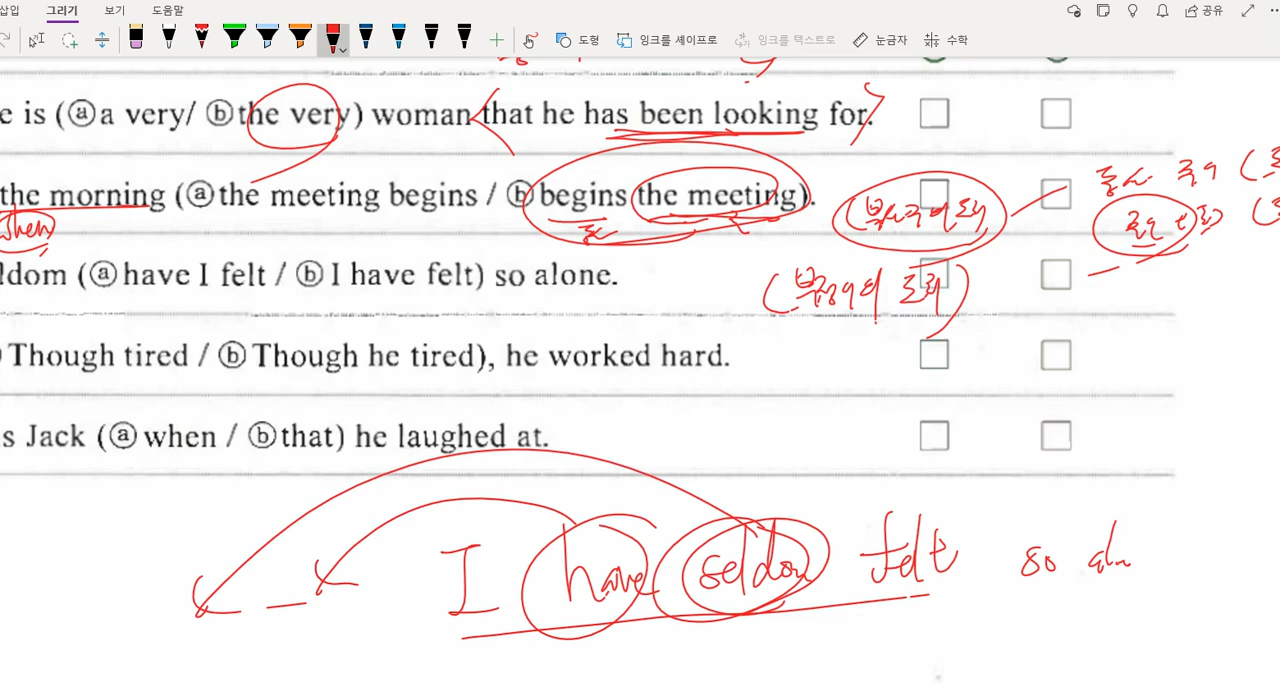 삽입 그리기 보기 도움말 공유
도형 잉크를 셰이프로 잉크를 텍스트로 눈금자 수학
e is (ⓐa very/ ⓑthe very) woman that he has been looking for.
the morning (ⓐthe meeting begins / ⓑbegins the meeting).
when
(부사구의 도치
ldom (ⓐhave I felt / ⓑI have felt) so alone.
(부정어의 도치)
Though tired / ⓑThough he tired), he worked hard.
s Jack (ⓐwhen / ⓑthat) he laughed at.
I have seldom felt so